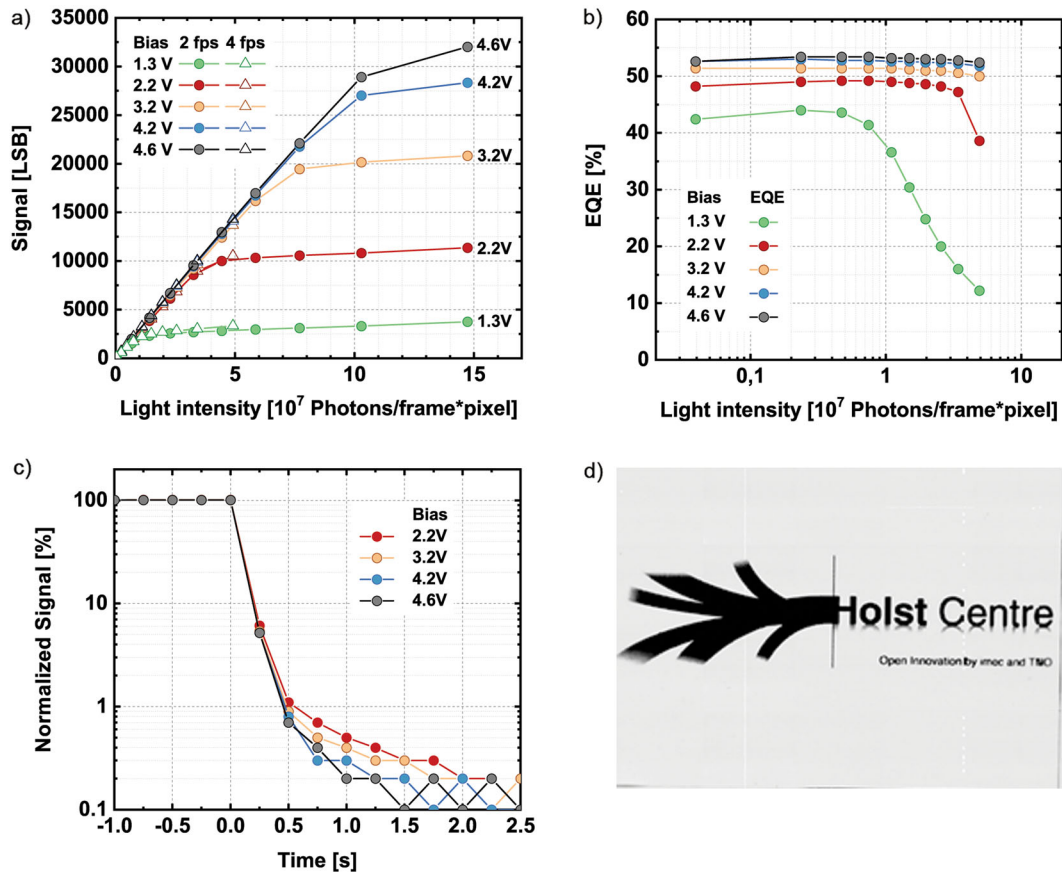 a)
Signal [LSB]
35000
30000
25000
20000
15000
10000
5000
0
Bias 2 fps 4 fps
1.3 V
2.2 V
3.2 V
4.2 V
4.6 V
4.6V
4.2V
3.2V
2.2V
1.3V
0 5 10 15
Light intensity [10⁷ Photons/frame*pixel]
b)
EQE [%]
60
50
40
30
20
10
0
Bias EQE
1.3 V
2.2 V
3.2 V
4.2 V
4.6 V
0,1 1 10
Light intensity [10⁷ Photons/frame*pixel]
c)
Normalized Signal [%]
100
10
1
0.1
Bias
2.2V
3.2V
4.2V
4.6V
-1.0 -0.5 0.0 0.5 1.0 1.5 2.0 2.5
Time [s]
d)
Holst Centre
Open Innovation by imec and TNO